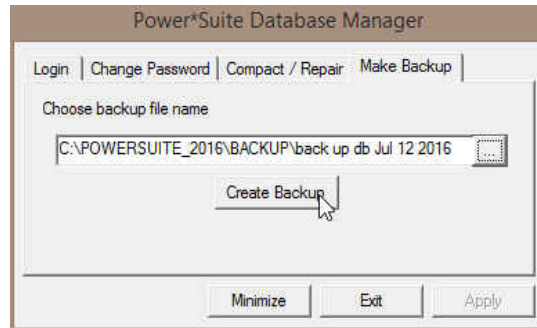 Power*Suite Database Manager
Login Change Password Compact / Repair Make Backup
Choose backup file name
C:\POWERSUITE_2016\BACKUP\back up db Jul 12 2016 ...
Create Backup
Minimize Exit Apply